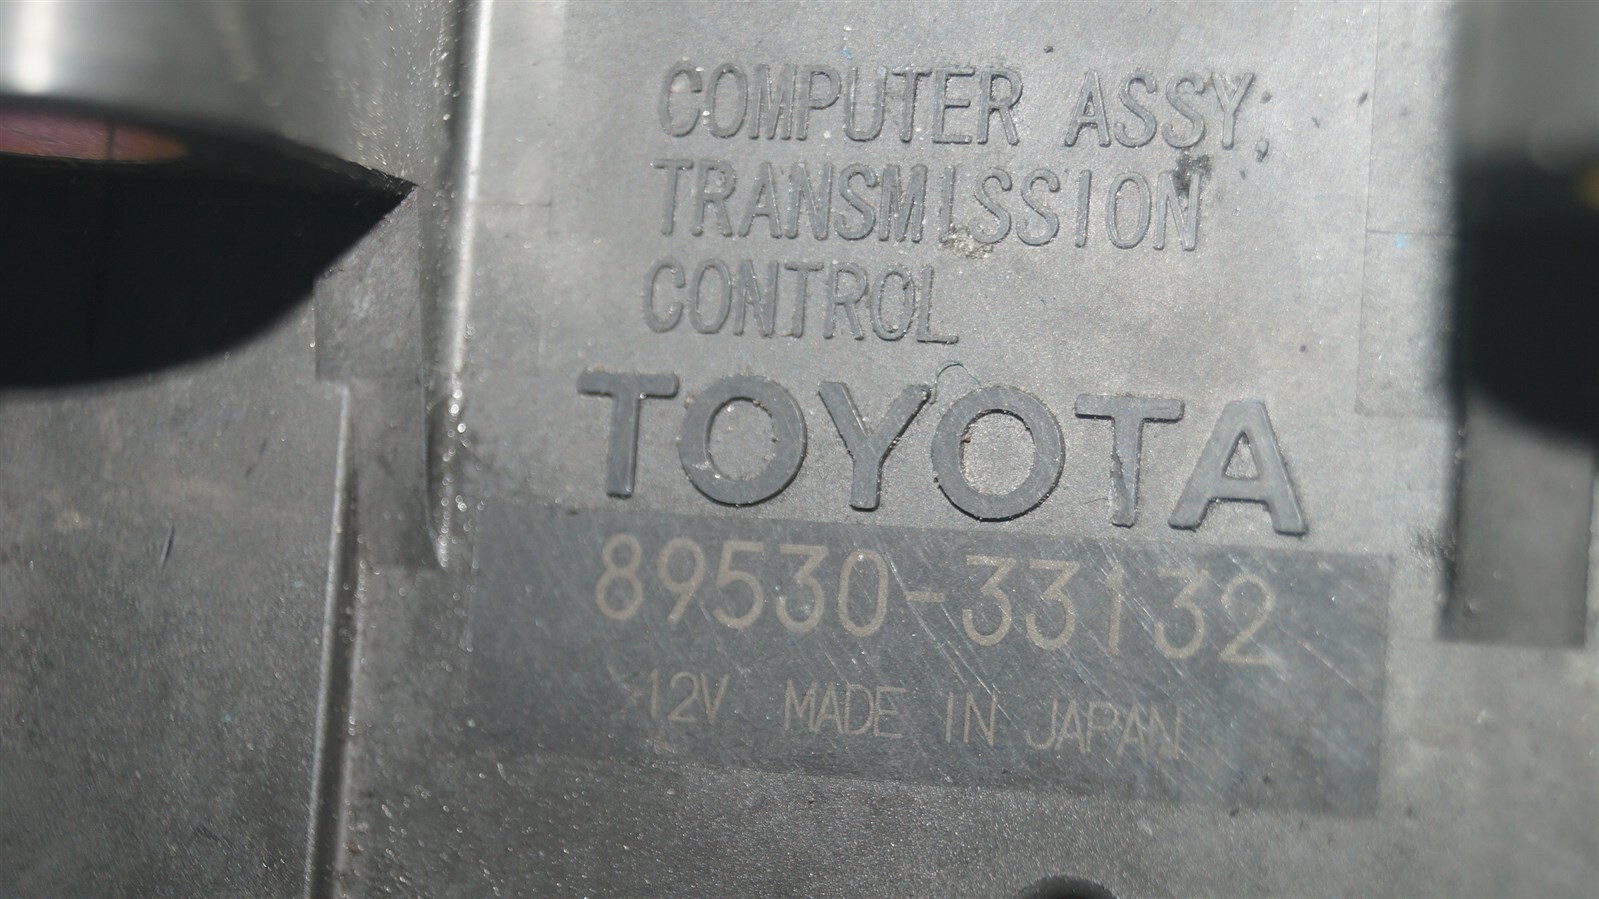 COMPUTER ASSY,
TRANSMISSION
CONTROL
TOYOTA
89530-33132
12V MADE IN JAPAN